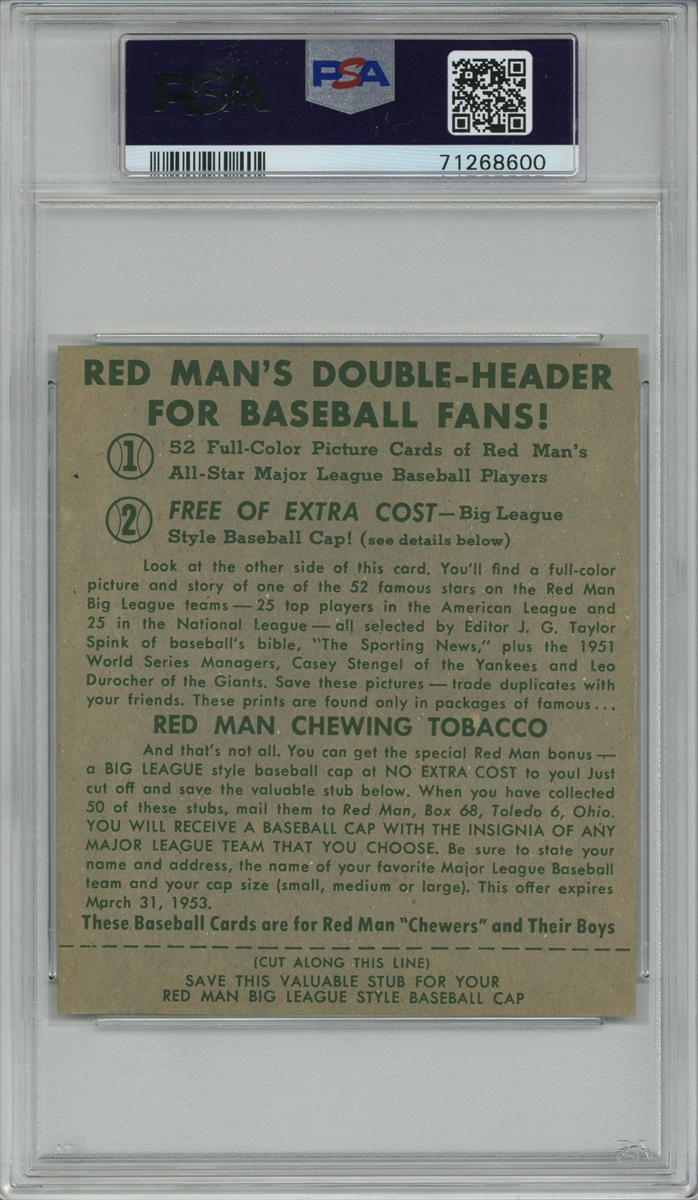 PSA
PSA
71268600
RED MAN'S DOUBLE-HEADER
FOR BASEBALL FANS!
1 52 Full-Color Picture Cards of Red Man's
All-Star Major League Baseball Players
2 FREE OF EXTRA COST—Big League
Style Baseball Cap! (see details below)
Look at the other side of this card. You'll find a full-color
picture and story of one of the 52 famous stars on the Red Man
Big League teams — 25 top players in the American League and
25 in the National League — all selected by Editor J. G. Taylor
Spink of baseball's bible, "The Sporting News," plus the 1951
World Series Managers, Casey Stengel of the Yankees and Leo
Durocher of the Giants. Save these pictures — trade duplicates with
your friends. These prints are found only in packages of famous...
RED MAN CHEWING TOBACCO
And that's not all. You can get the special Red Man bonus —
a BIG LEAGUE style baseball cap at NO EXTRA COST to you! Just
cut off and save the valuable stub below. When you have collected
50 of these stubs, mail them to Red Man, Box 68, Toledo 6, Ohio.
YOU WILL RECEIVE A BASEBALL CAP WITH THE INSIGNIA OF ANY
MAJOR LEAGUE TEAM THAT YOU CHOOSE. Be sure to state your
name and address, the name of your favorite Major League Baseball
team and your cap size (small, medium or large). This offer expires
March 31, 1953.
These Baseball Cards are for Red Man "Chewers" and Their Boys
(CUT ALONG THIS LINE)
SAVE THIS VALUABLE STUB FOR YOUR
RED MAN BIG LEAGUE STYLE BASEBALL CAP
PSA